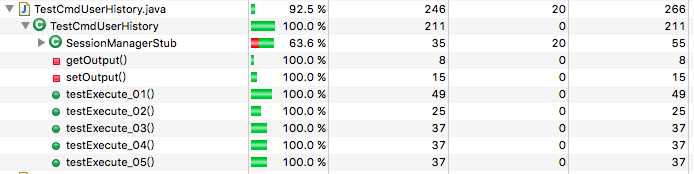 TestCmdUserHistory.java 92.5 % 246 20 266
TestCmdUserHistory 100.0 % 211 0 211
SessionManagerStub 63.6 % 35 20 55
getOutput() 100.0 % 8 0 8
setOutput() 100.0 % 15 0 15
testExecute_01() 100.0 % 49 0 49
testExecute_02() 100.0 % 25 0 25
testExecute_03() 100.0 % 37 0 37
testExecute_04() 100.0 % 37 0 37
testExecute_05() 100.0 % 37 0 37